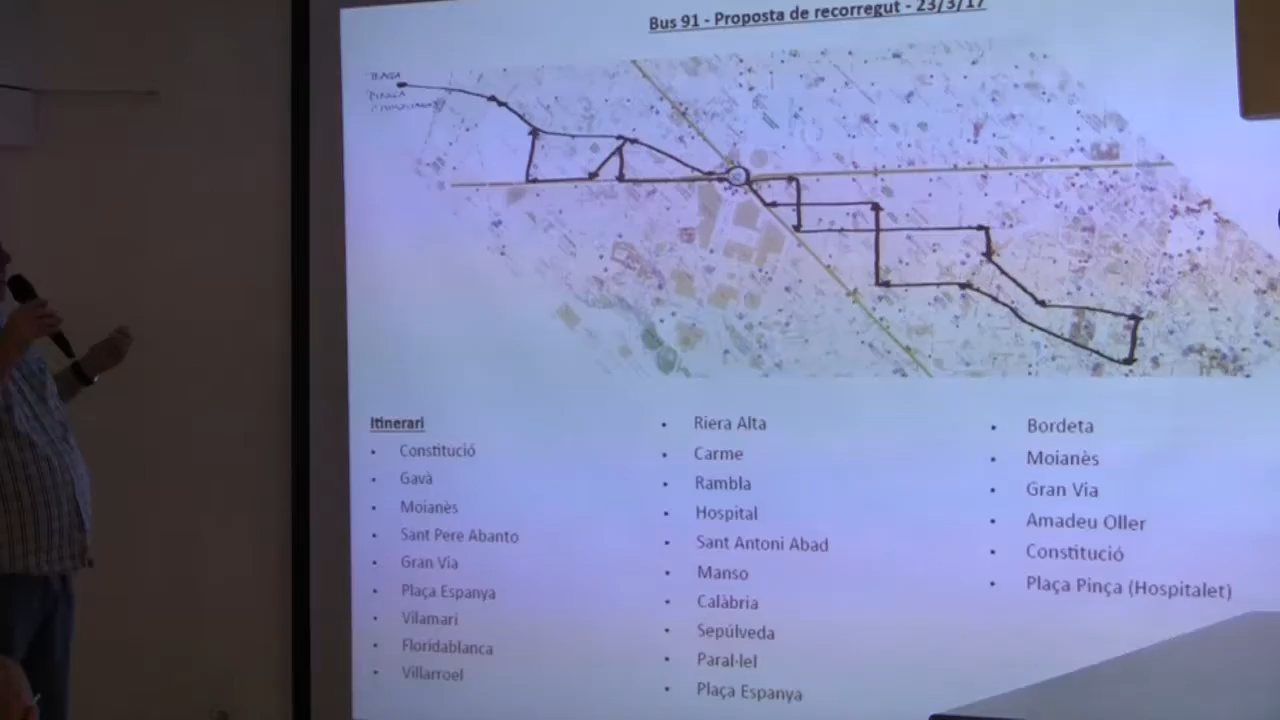 Bus 91 - Proposta de recorregut - 23/3/17
Itinerari
• Constitució
• Gavà
• Moianès
• Sant Pere Abanto
• Gran Via
• Plaça Espanya
• Vilamarí
• Floridablanca
• Villarroel
• Riera Alta
• Carme
• Rambla
• Hospital
• Sant Antoni Abad
• Manso
• Calàbria
• Sepúlveda
• Paral·lel
• Plaça Espanya
• Bordeta
• Moianès
• Gran Via
• Amadeu Oller
• Constitució
• Plaça Pinça (Hospitalet)